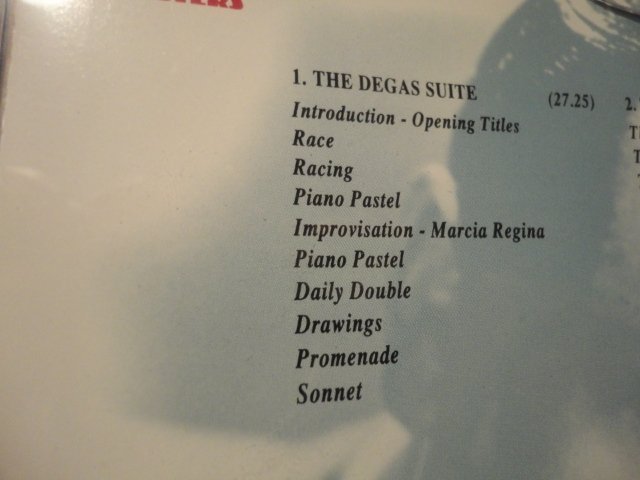 1. THE DEGAS SUITE (27.25)
Introduction - Opening Titles
Race
Racing
Piano Pastel
Improvisation - Marcia Regina
Piano Pastel
Daily Double
Drawings
Promenade
Sonnet
2.